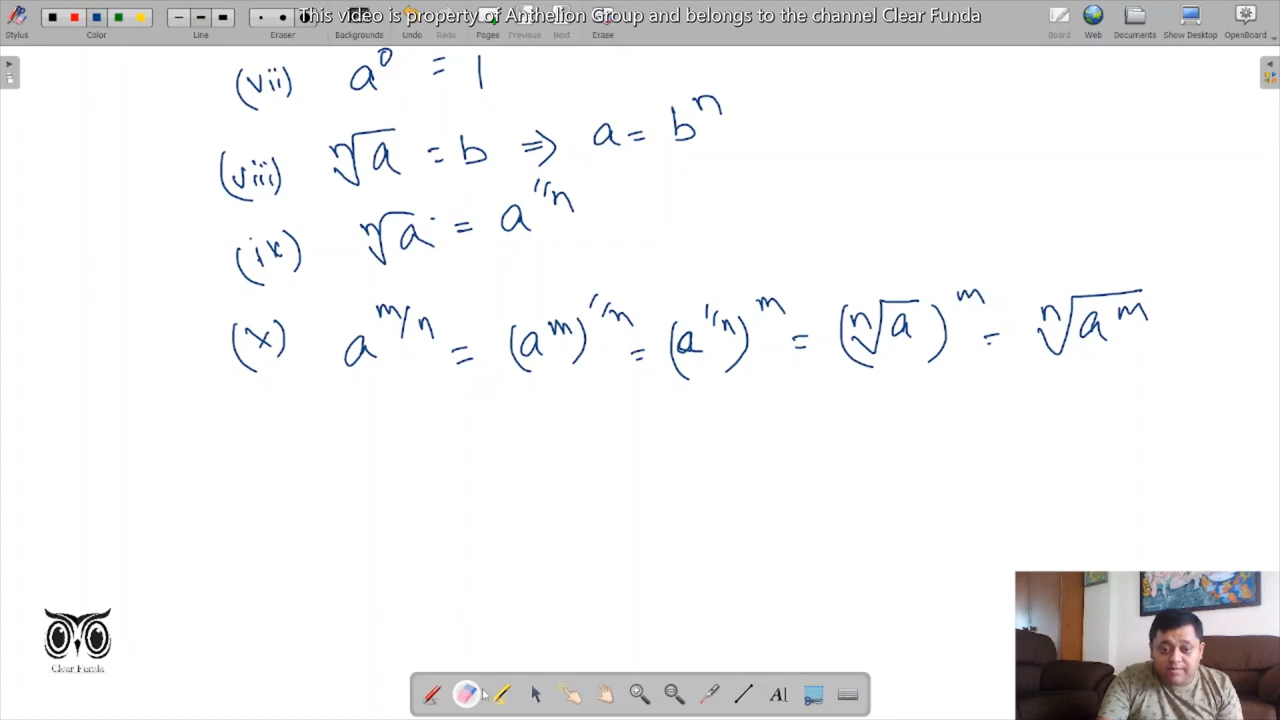 This video is property of Anthelion Group and belongs to the channel Clear Funda
Stylus Color Line Eraser Backgrounds Undo Redo Pages Previous Next Erase Board Web Documents Show Desktop OpenBoard
(vii) a⁰ = 1
(viii) ⁿ√a = b ⇒ a = bⁿ
(ix) ⁿ√a = a^(1/n)
(x) a^(m/n) = (a^m)^(1/n) = (a^(1/n))^m = (ⁿ√a)^m = ⁿ√(a^m)
Clear Funda